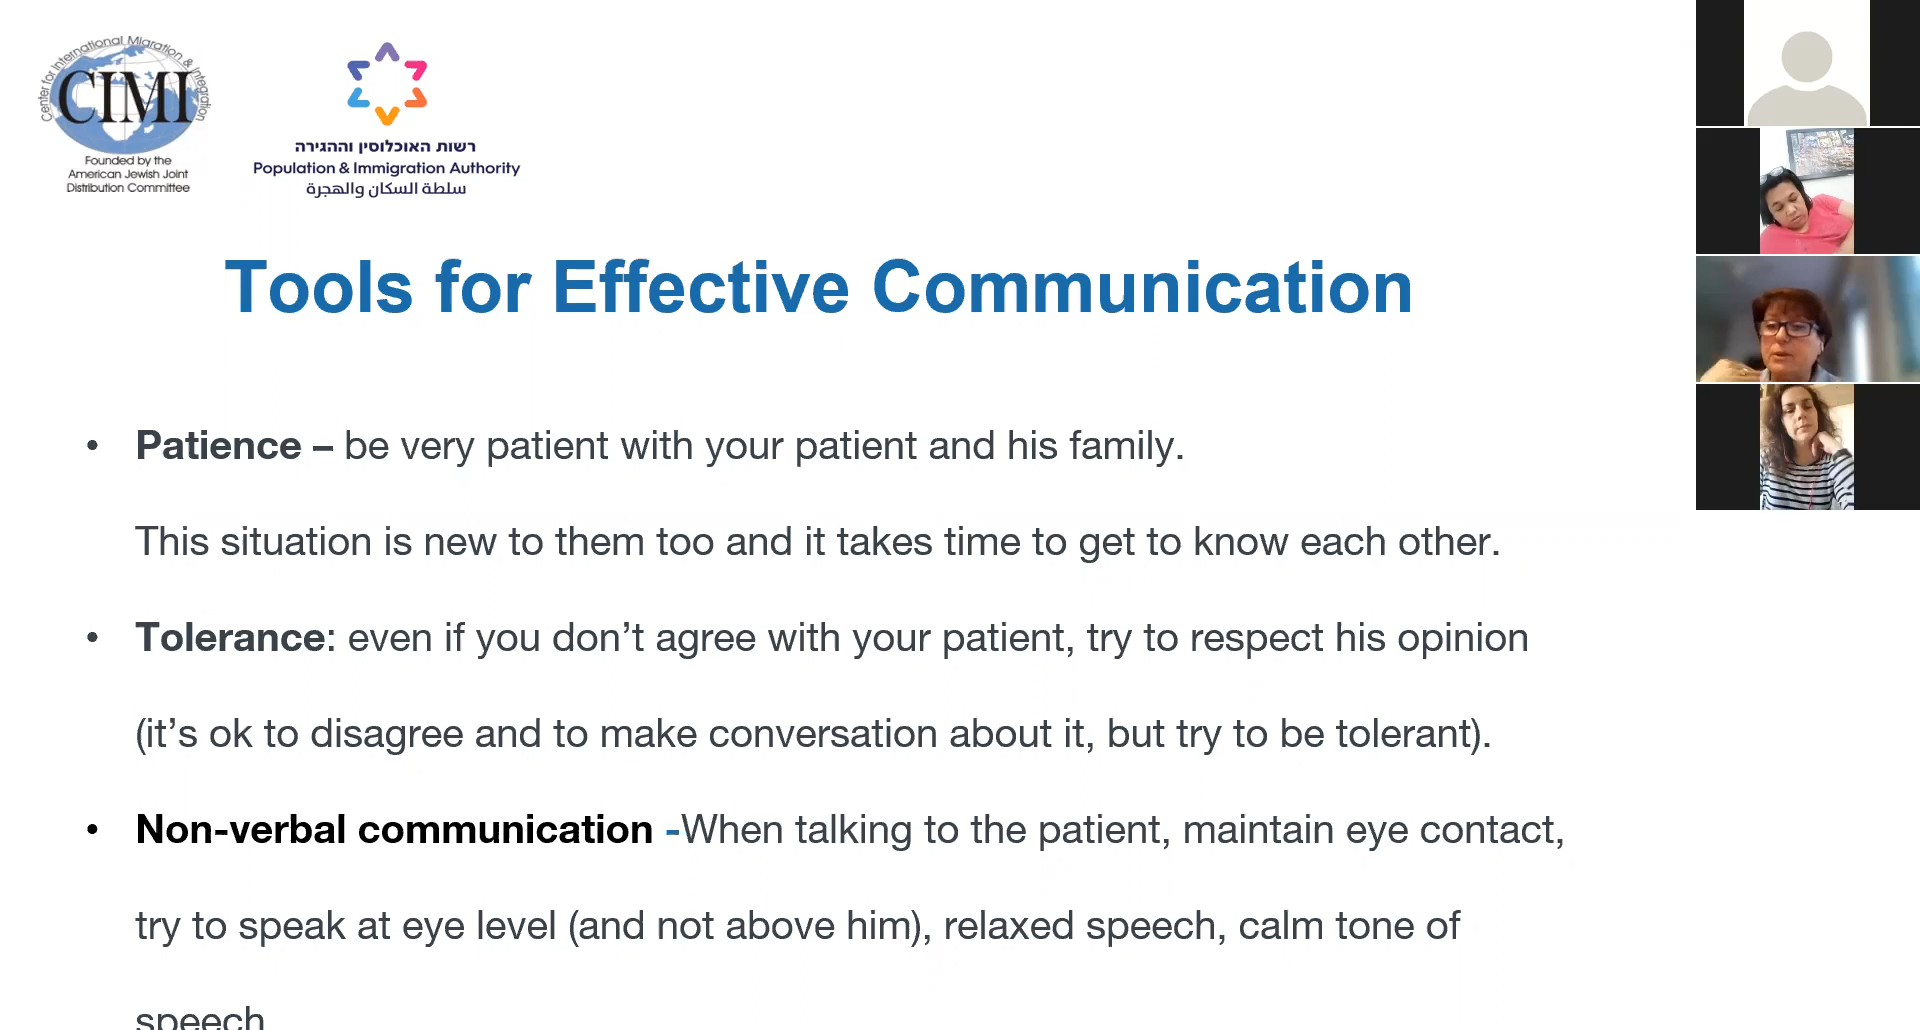 Center for International Migration & Integration
CIMI
Founded by the
American Jewish Joint
Distribution Committee
רשות האוכלוסין וההגירה
Population & Immigration Authority
سلطة السكان والهجرة
Tools for Effective Communication
• Patience – be very patient with your patient and his family.
This situation is new to them too and it takes time to get to know each other.
• Tolerance: even if you don’t agree with your patient, try to respect his opinion
(it’s ok to disagree and to make conversation about it, but try to be tolerant).
• Non-verbal communication -When talking to the patient, maintain eye contact,
try to speak at eye level (and not above him), relaxed speech, calm tone of
speech